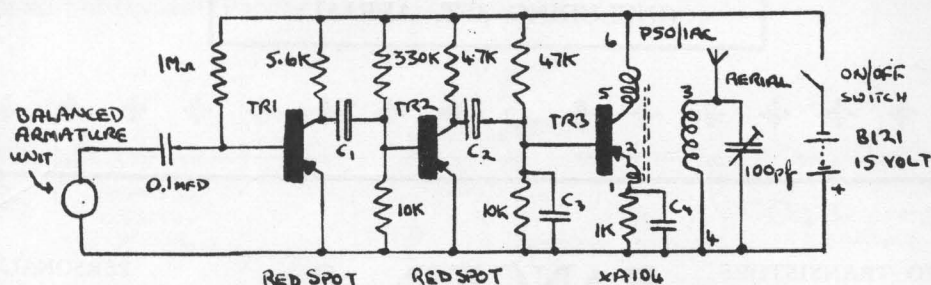 6
P50/1AC
1MΩ
5.6K
330K
4.7K
47K
AERIAL
ON/OFF
SWITCH
5
3
BALANCED
ARMATURE
UNIT
TR1
TR2
TR3
B121
15 VOLT
C1
C2
2
100pf
+
0.1MFD
10K
10K
C3
1
1K
C4
4
RED SPOT
RED SPOT
XA104